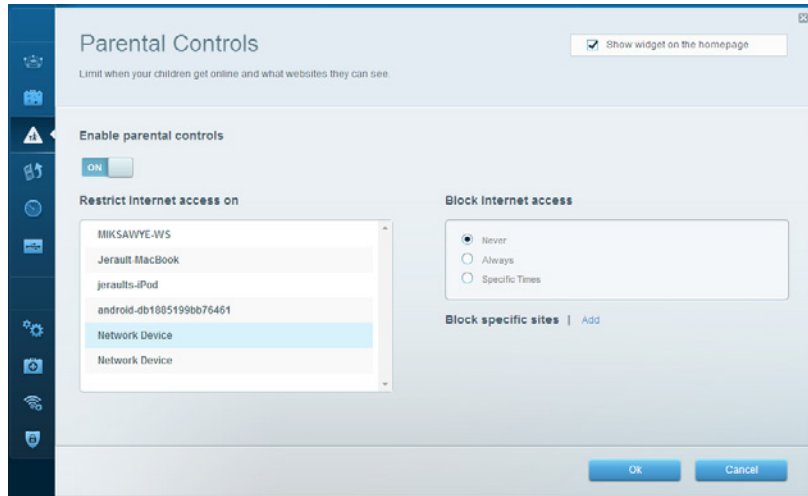 Parental Controls
Show widget on the homepage
Limit when your children get online and what websites they can see.
Enable parental controls
ON
Restrict Internet access on
MIKSAWYE-WS
Jerault-MacBook
jeraults-iPod
android-db1885199bb76461
Network Device
Network Device
Block Internet access
Never
Always
Specific Times
Block specific sites | Add
Ok
Cancel